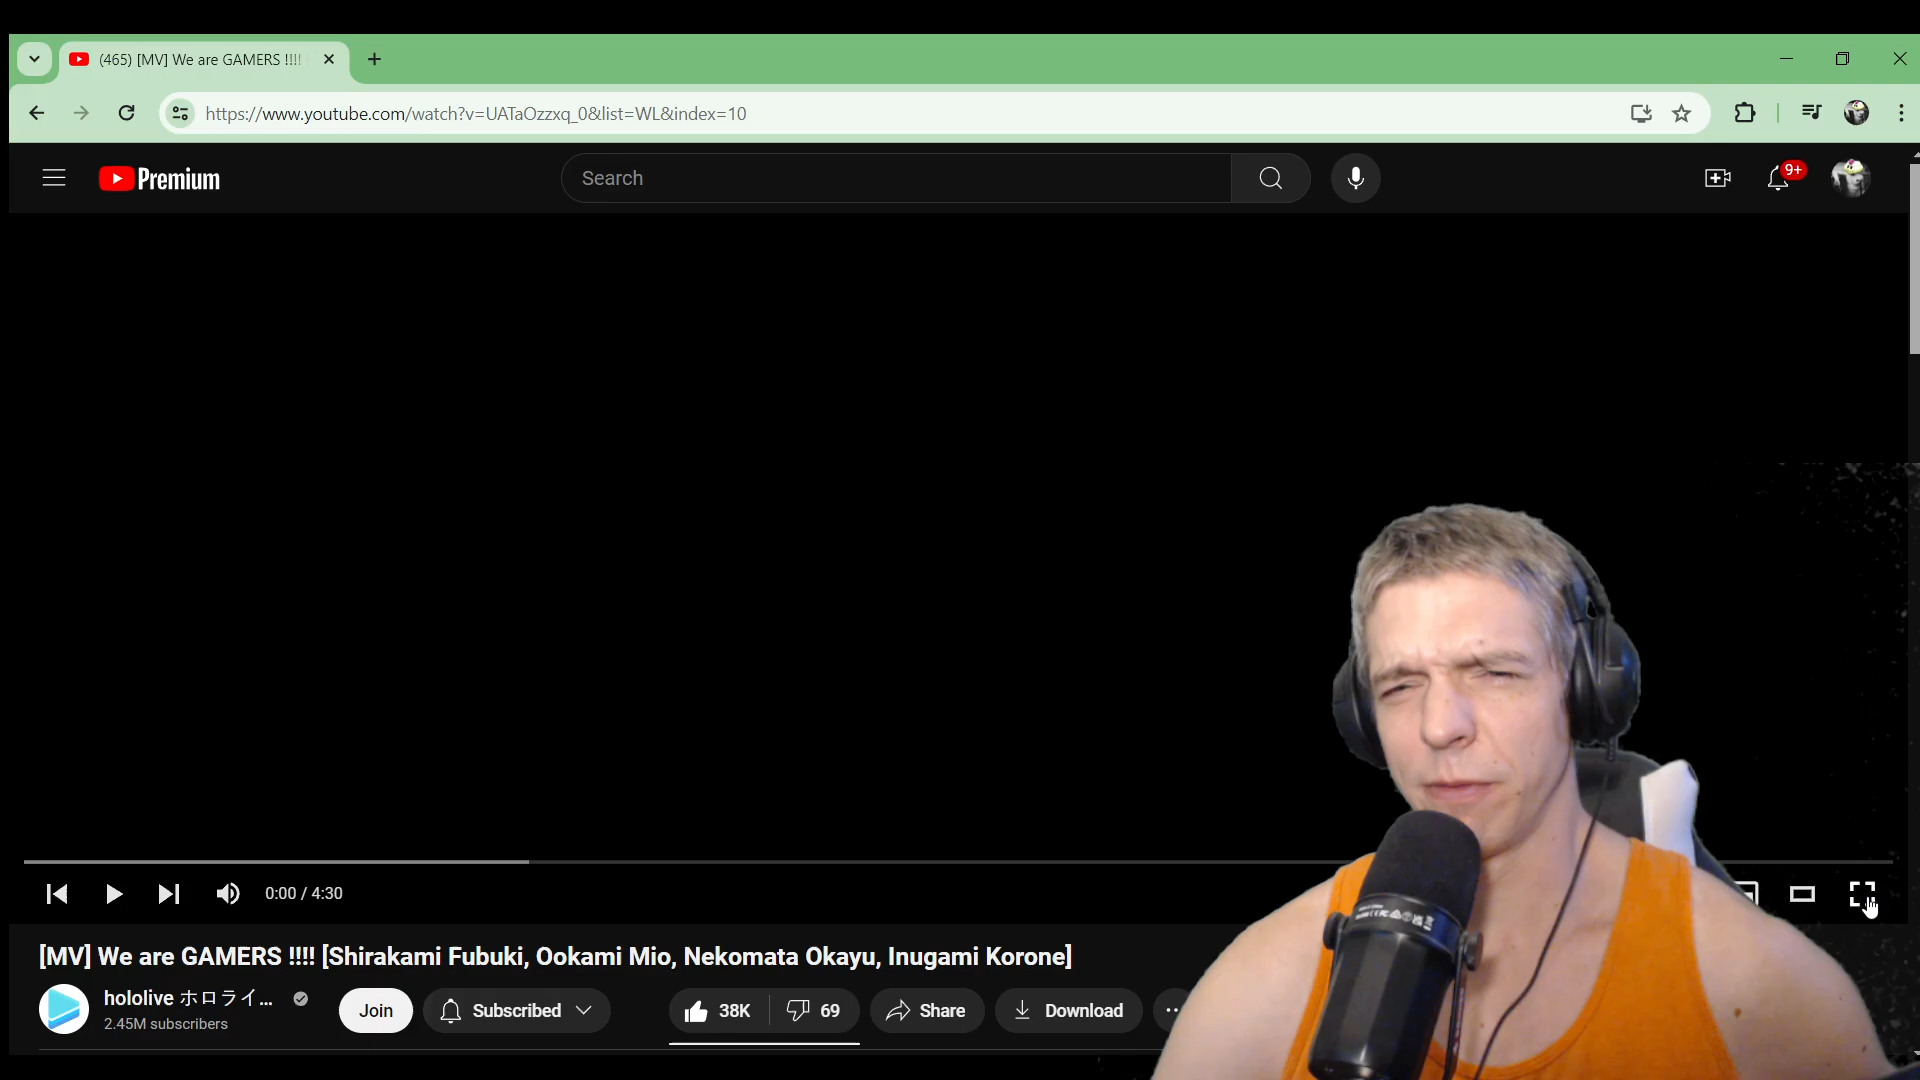 (465) [MV] We are GAMERS !!!!
https://www.youtube.com/watch?v=UATaOzzxq_0&list=WL&index=10
Premium
Search
9+
0:00 / 4:30
[MV] We are GAMERS !!!! [Shirakami Fubuki, Ookami Mio, Nekomata Okayu, Inugami Korone]
hololive ホロライ...
2.45M subscribers
Join
Subscribed
38K
69
Share
Download